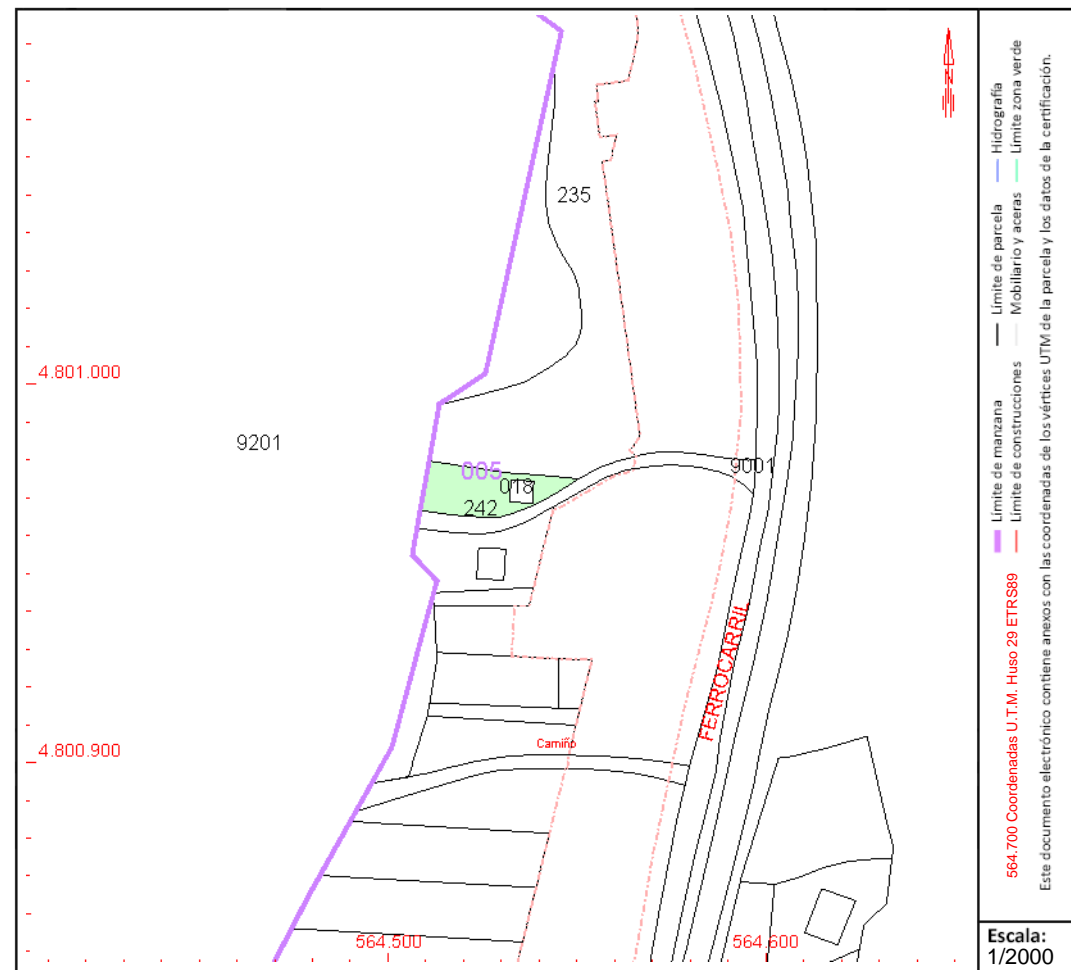 235
4.801.000
9201
9001
005
018
242
FERROCARRIL
4.800.900
Camiño
564.500
564.600
Hidrografía
Límite zona verde
Límite de parcela
Mobiliario y aceras
Límite de manzana
Límite de construcciones
564.700 Coordenadas U.T.M. Huso 29 ETRS89
Este documento electrónico contiene anexos con las coordenadas de los vértices UTM de la parcela y los datos de la certificación.
Escala:
1/2000